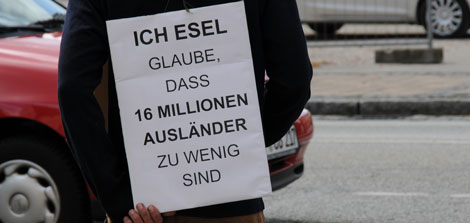 ICH ESEL
GLAUBE,
DASS
16 MILLIONEN
AUSLÄNDER
ZU WENIG
SIND